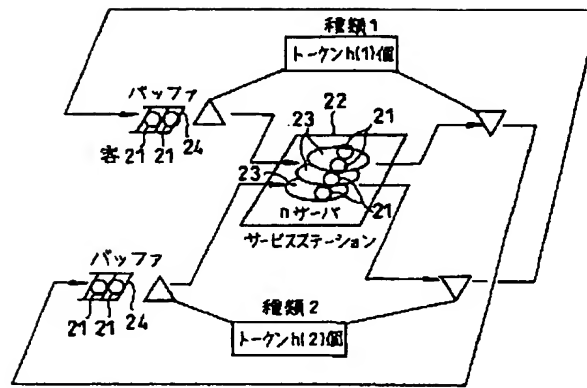 種類1
トークンh(1)個
バッファ
22
21
23
24
客 21 21
23
21
nサーバ
サービスステーション
バッファ
種類2
21 21 24
トークンh(2)個